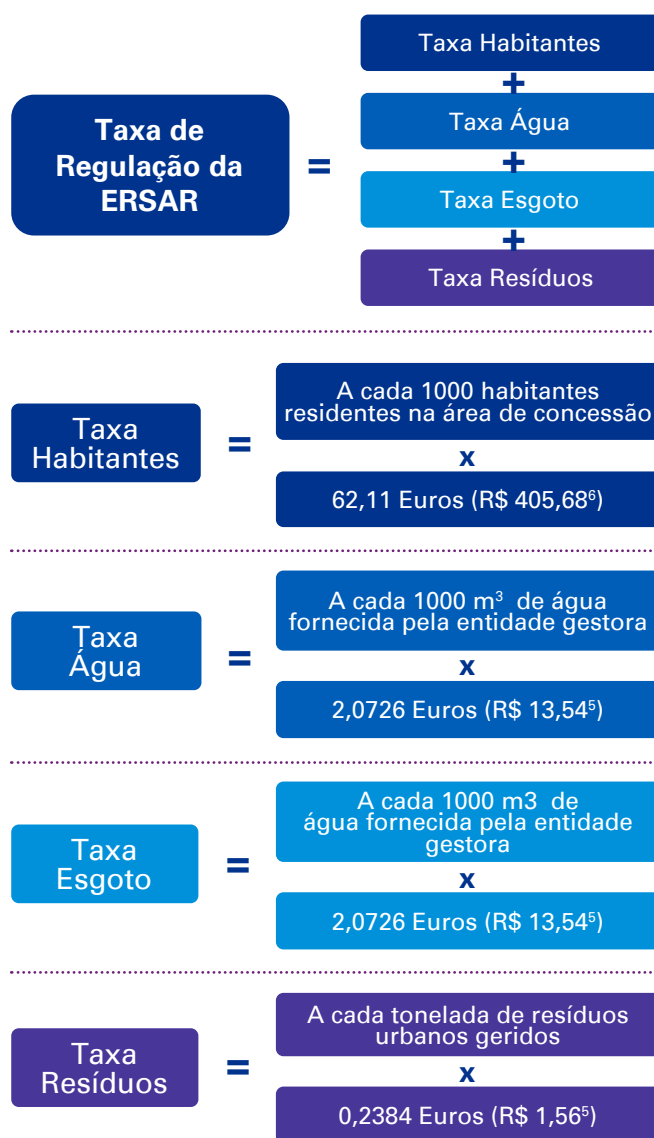 Taxa de
Regulação da
ERSAR
=
Taxa Habitantes
+
Taxa Água
+
Taxa Esgoto
+
Taxa Resíduos
Taxa
Habitantes
=
A cada 1000 habitantes
residentes na área de concessão
x
62,11 Euros (R$ 405,68⁶)
Taxa
Água
=
A cada 1000 m³ de água
fornecida pela entidade gestora
x
2,0726 Euros (R$ 13,54⁵)
Taxa
Esgoto
=
A cada 1000 m3 de
água fornecida pela entidade
gestora
x
2,0726 Euros (R$ 13,54⁵)
Taxa
Resíduos
=
A cada tonelada de resíduos
urbanos geridos
x
0,2384 Euros (R$ 1,56⁵)